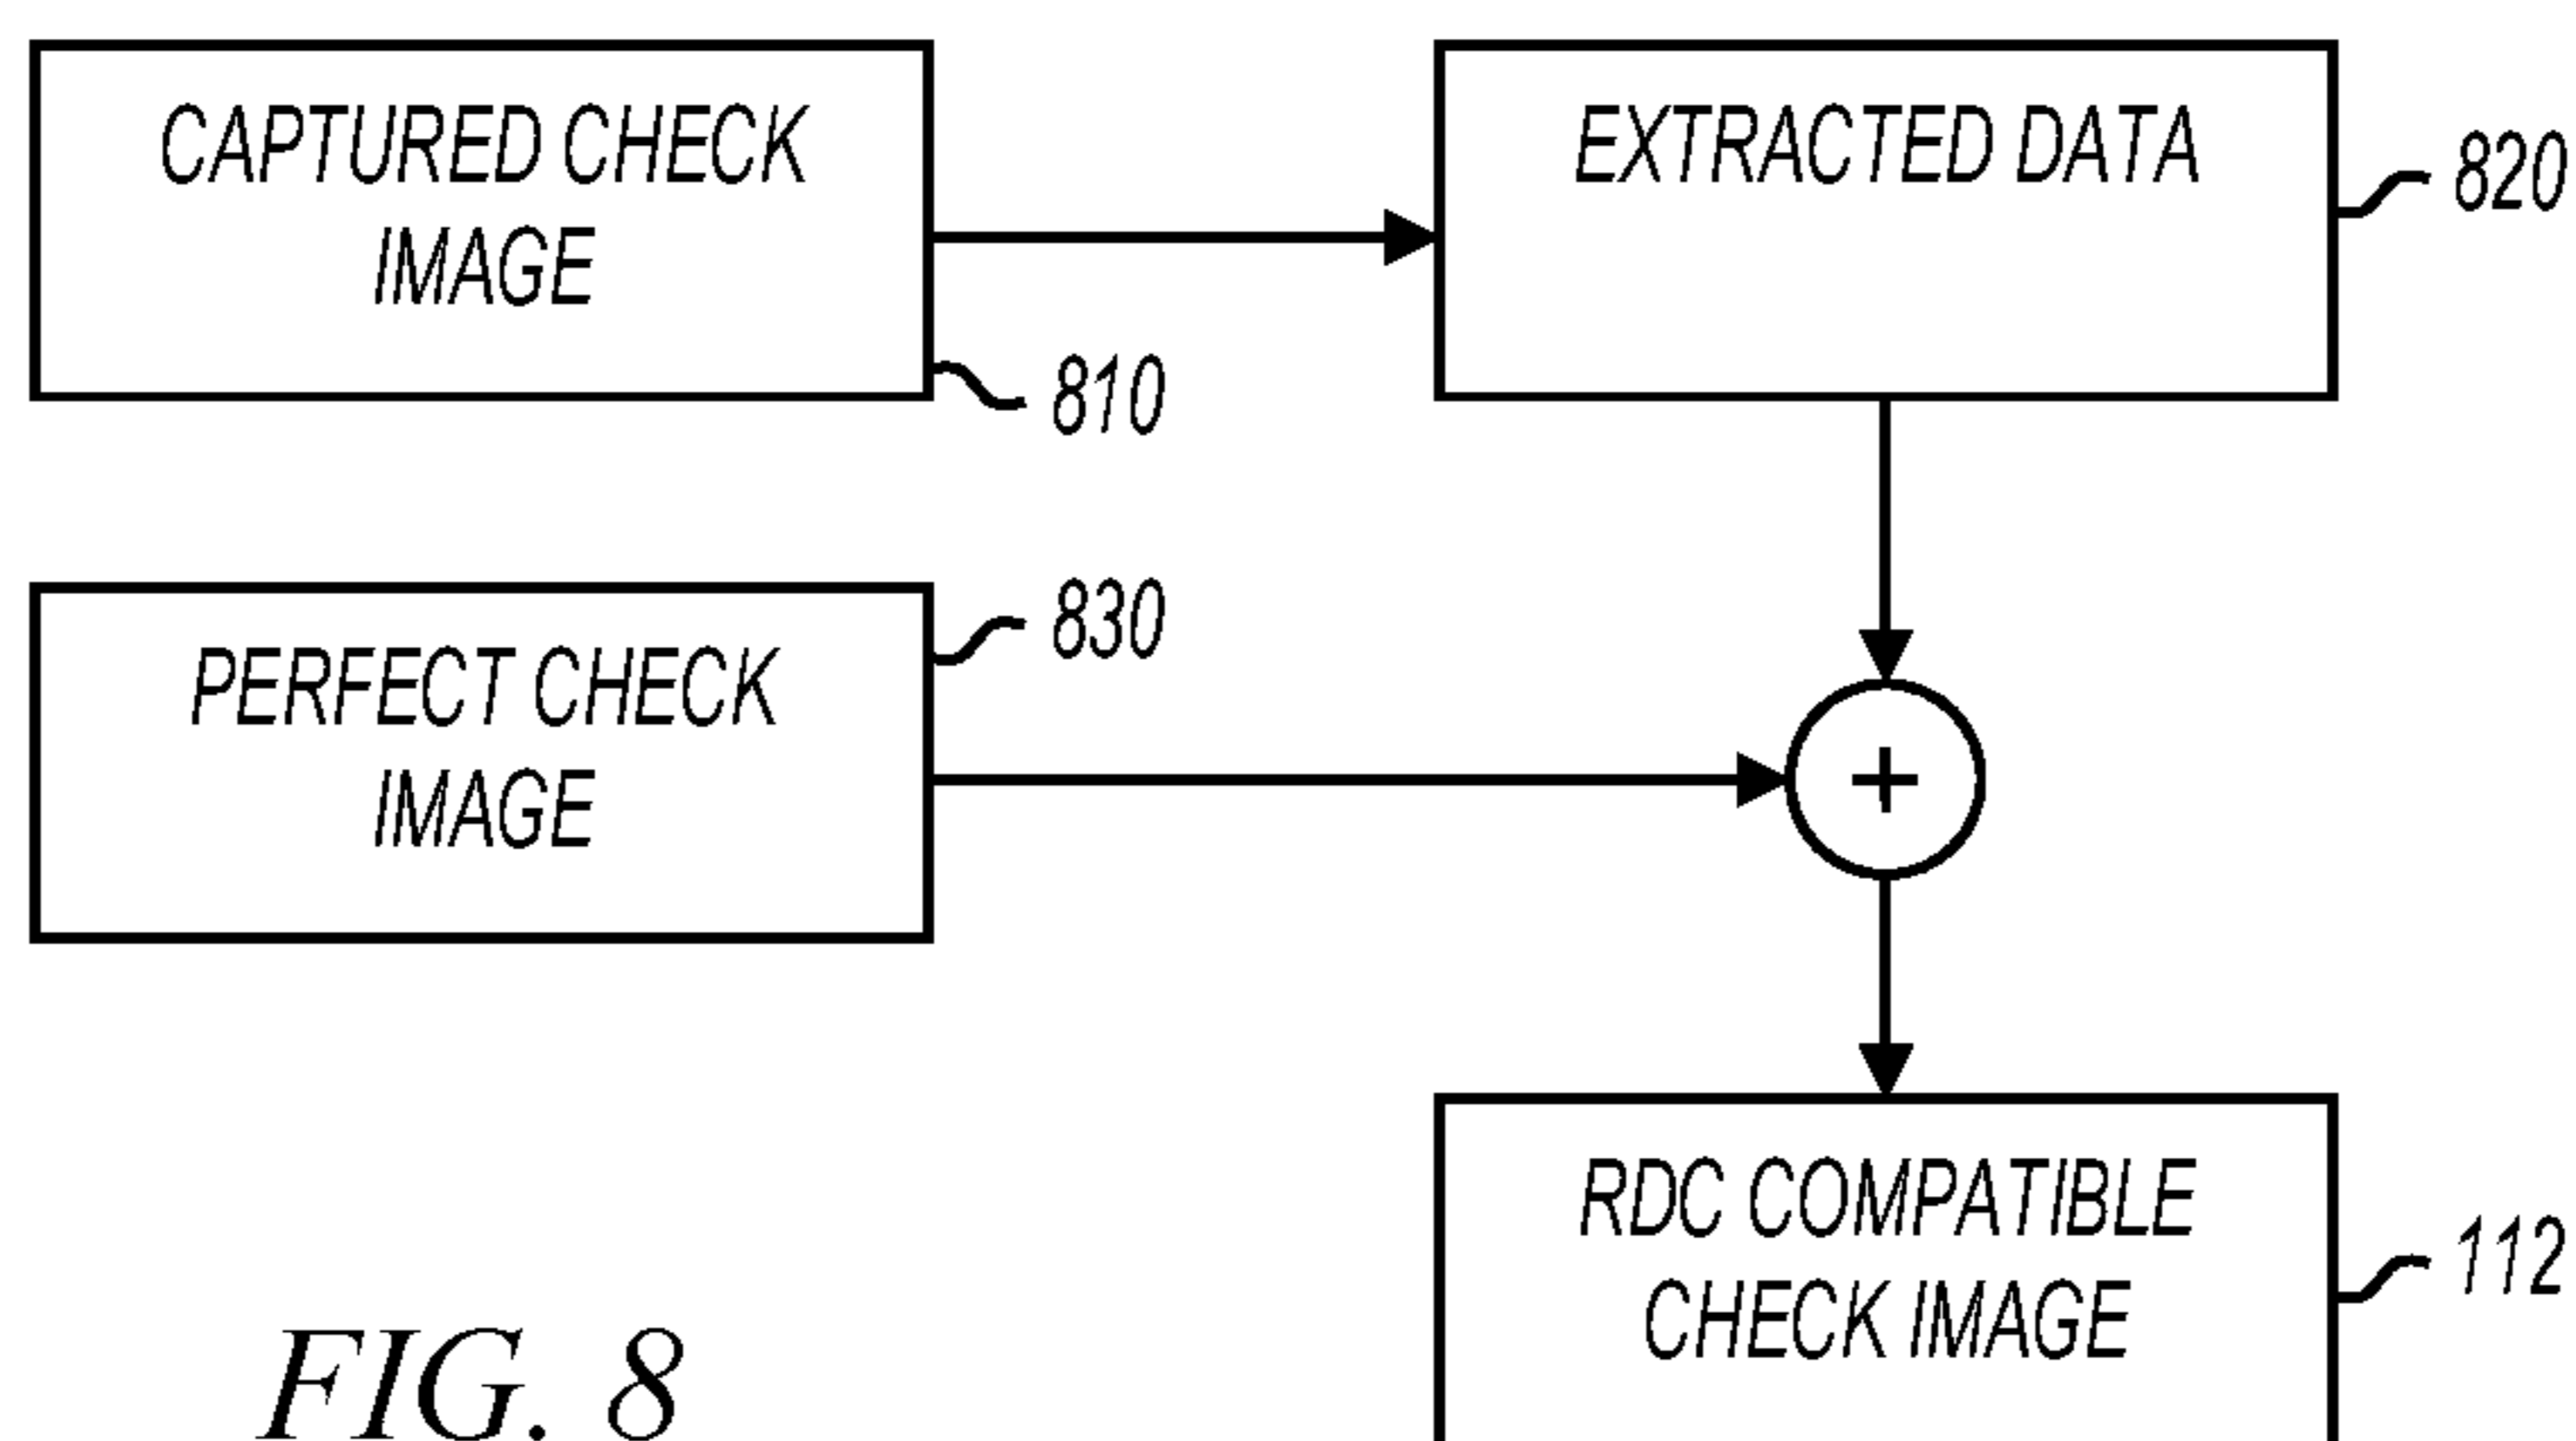 CAPTURED CHECK
IMAGE
810
EXTRACTED DATA
820
PERFECT CHECK
IMAGE
830
+
RDC COMPATIBLE
CHECK IMAGE
112
FIG. 8